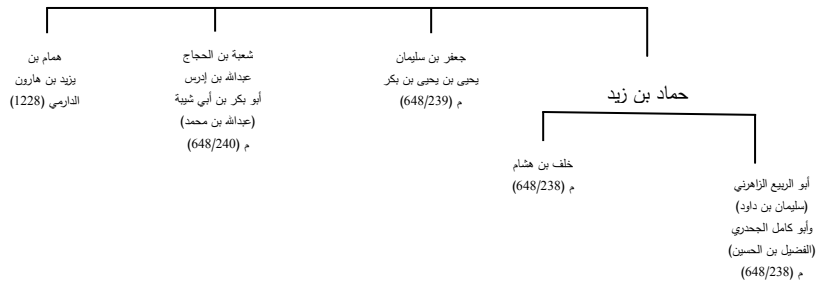 حماد بن زيد
أبو الربيع الزاهرني
(سليمان بن داود)
وأبو كامل الجحدري
(الفضيل بن الحسين)
م (648/238)
خلف بن هشام
م (648/238)
جعفر بن سليمان
يحيى بن يحيى بن بكر
م (648/239)
شعبة بن الحجاج
عبدالله بن إدرس
أبو بكر بن أبي شيبة
(عبدالله بن محمد)
م (648/240)
همام بن
يزيد بن هارون
الدارمي (1228)